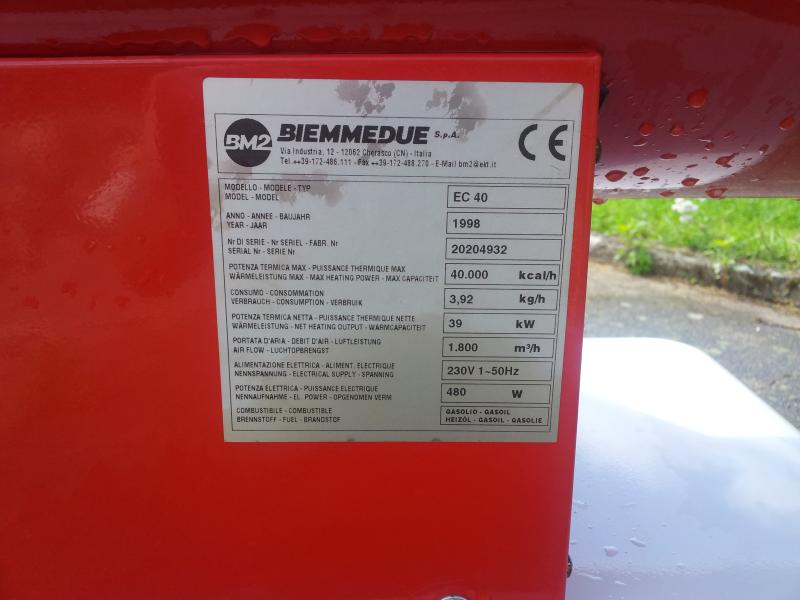 BM2 BIEMMEDUE S.p.A.
Via Industria, 12 - 12062 Cherasco (CN) - Italia
Tel.++39-172-486.111 - Fax ++39-172-488.270 - E-Mail bm2@ekt.it
CE
MODELLO - MODELE - TYP
MODEL - MODEL
EC 40
ANNO - ANNEE - BAUJAHR
YEAR - JAAR
1998
Nr DI SERIE - Nr SERIEL - FABR. Nr
SERIAL Nr - SERIE Nr
20204932
POTENZA TERMICA MAX - PUISSANCE THERMIQUE MAX
WÄRMELEISTUNG MAX - MAX HEATING POWER - MAX CAPACITEIT
40.000 kcal/h
CONSUMO - CONSOMMATION
VERBRAUCH - CONSUMPTION - VERBRUIK
3,92 kg/h
POTENZA TERMICA NETTA - PUISSANCE THERMIQUE NETTE
WÄRMELEISTUNG - NET HEATING OUTPUT - WARMCAPACITEIT
39 kW
PORTATA D'ARIA - DEBIT D'AIR - LUFTLEISTUNG
AIR FLOW - LUCHTOPBRENGST
1.800 m³/h
ALIMENTAZIONE ELETTRICA - ALIMENT. ELECTRIQUE
NENNSPANNUNG - ELECTRICAL SUPPLY - SPANNING
230V 1~50Hz
POTENZA ELETTRICA - PUISSANCE ELECTRIQUE
NENNAUFNAHME - EL. POWER - OPGENOMEN VERM
480 W
COMBUSTIBILE - COMBUSTIBLE
BRENNSTOFF - FUEL - BRANDSTOF
GASOLIO - GASOIL
HEIZÖL - GASOIL - GASOLIE